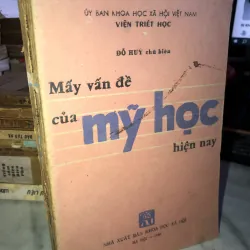 ỦY BAN KHOA HỌC XÃ HỘI VIỆT NAM
VIỆN TRIẾT HỌC
ĐỖ HUY chủ biên
Mấy vấn đề
của mỹ học
hiện nay
NHÀ XUẤT BẢN KHOA HỌC XÃ HỘI